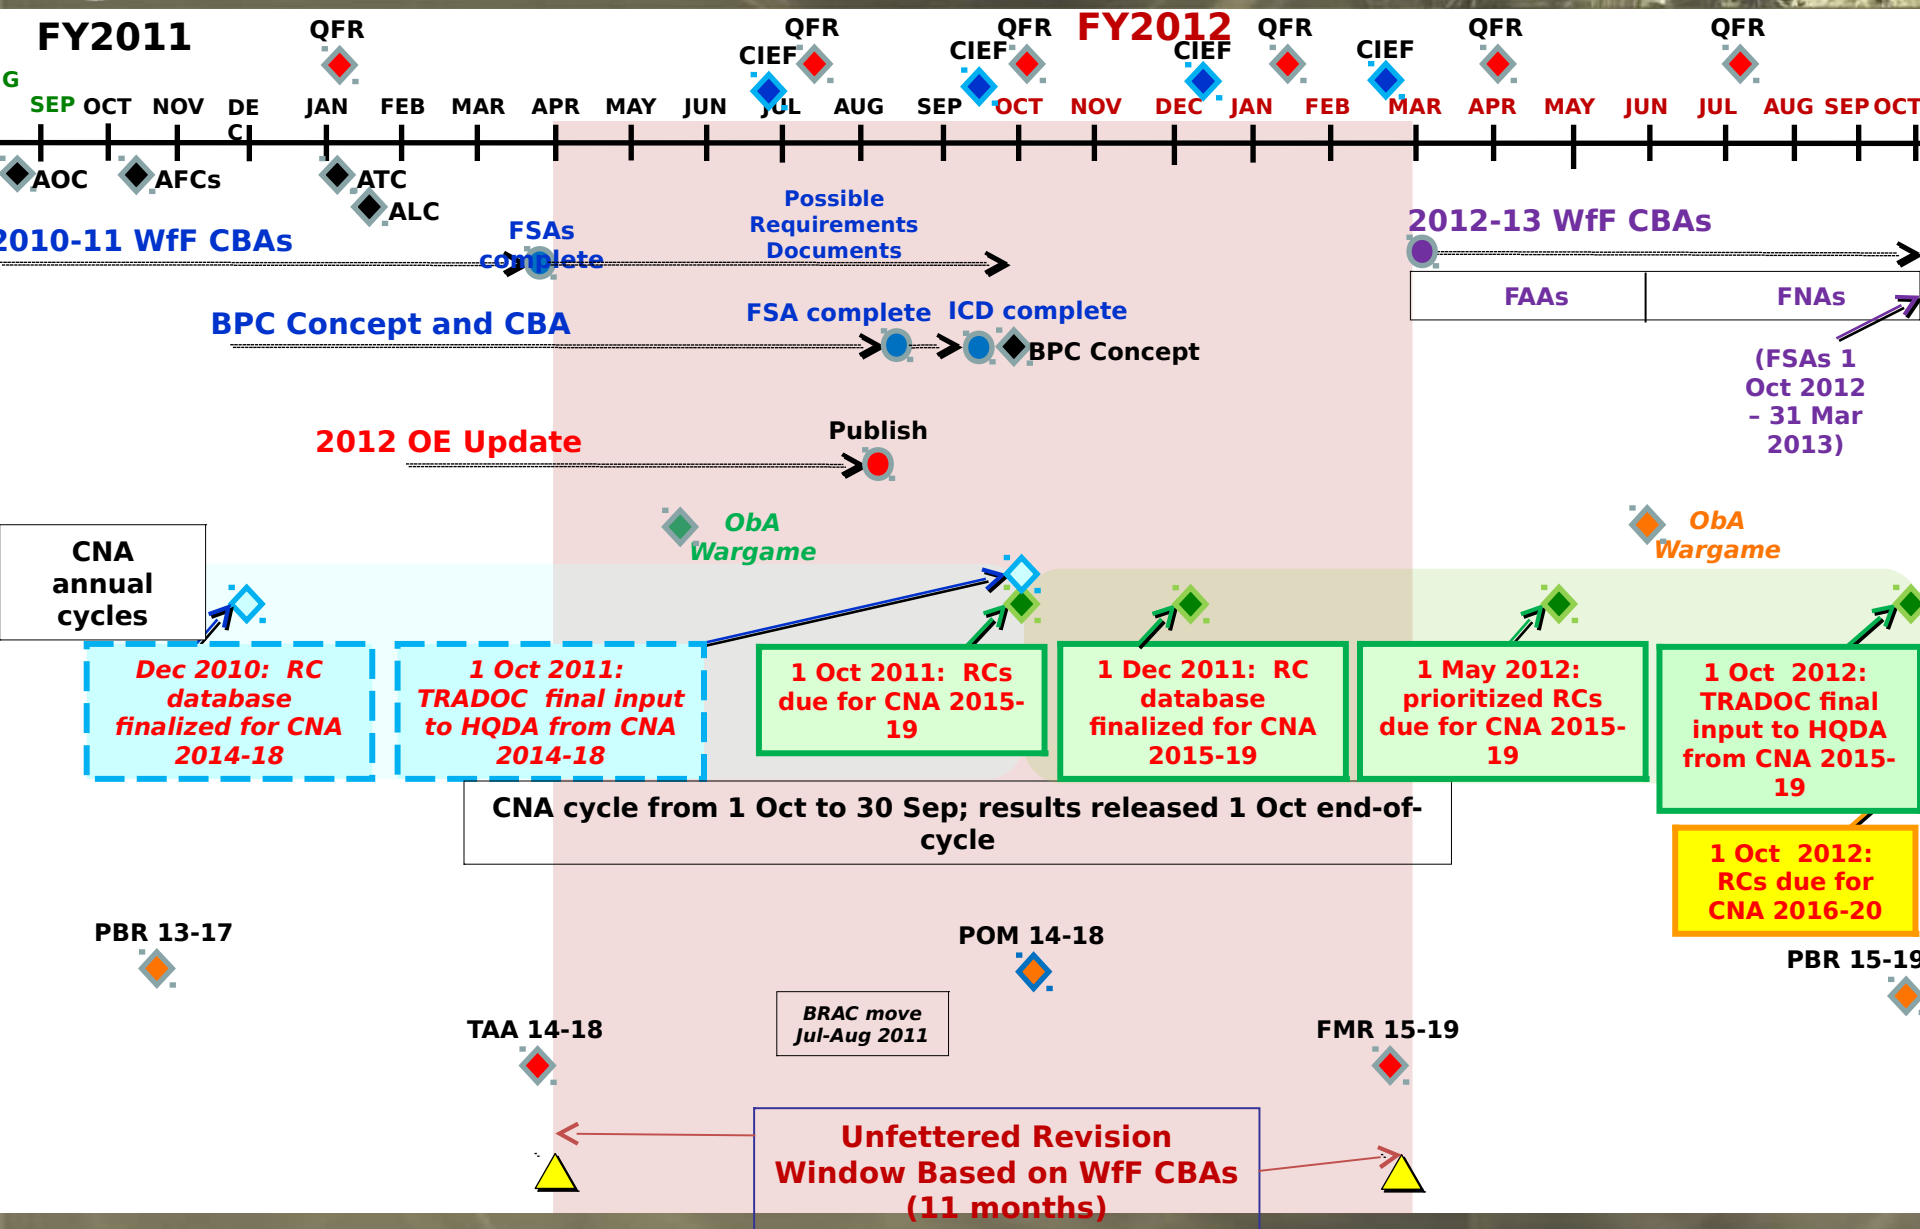 FY2011
QFR
QFR
QFR
FY2012
QFR
QFR
QFR
CIEF
CIEF
CIEF
CIEF
G
SEP OCT NOV DE
C JAN FEB MAR APR MAY JUN JUL AUG SEP OCT NOV DEC JAN FEB MAR APR MAY JUN JUL AUG SEP OCT
AOC
AFCs
ATC
ALC
2010-11 WfF CBAs
FSAs
complete
Possible
Requirements
Documents
2012-13 WfF CBAs
FAAs
FNAs
BPC Concept and CBA
FSA complete
ICD complete
BPC Concept
(FSAs 1
Oct 2012
– 31 Mar
2013)
2012 OE Update
Publish
ObA
Wargame
ObA
Wargame
CNA
annual
cycles
Dec 2010: RC
database
finalized for CNA
2014-18
1 Oct 2011:
TRADOC final input
to HQDA from CNA
2014-18
1 Oct 2011: RCs
due for CNA 2015-
19
1 Dec 2011: RC
database
finalized for CNA
2015-19
1 May 2012:
prioritized RCs
due for CNA 2015-
19
1 Oct 2012:
TRADOC final
input to HQDA
from CNA 2015-
19
CNA cycle from 1 Oct to 30 Sep; results released 1 Oct end-of-
cycle
1 Oct 2012:
RCs due for
CNA 2016-20
PBR 13-17
POM 14-18
PBR 15-19
BRAC move
Jul-Aug 2011
TAA 14-18
FMR 15-19
Unfettered Revision
Window Based on WfF CBAs
(11 months)